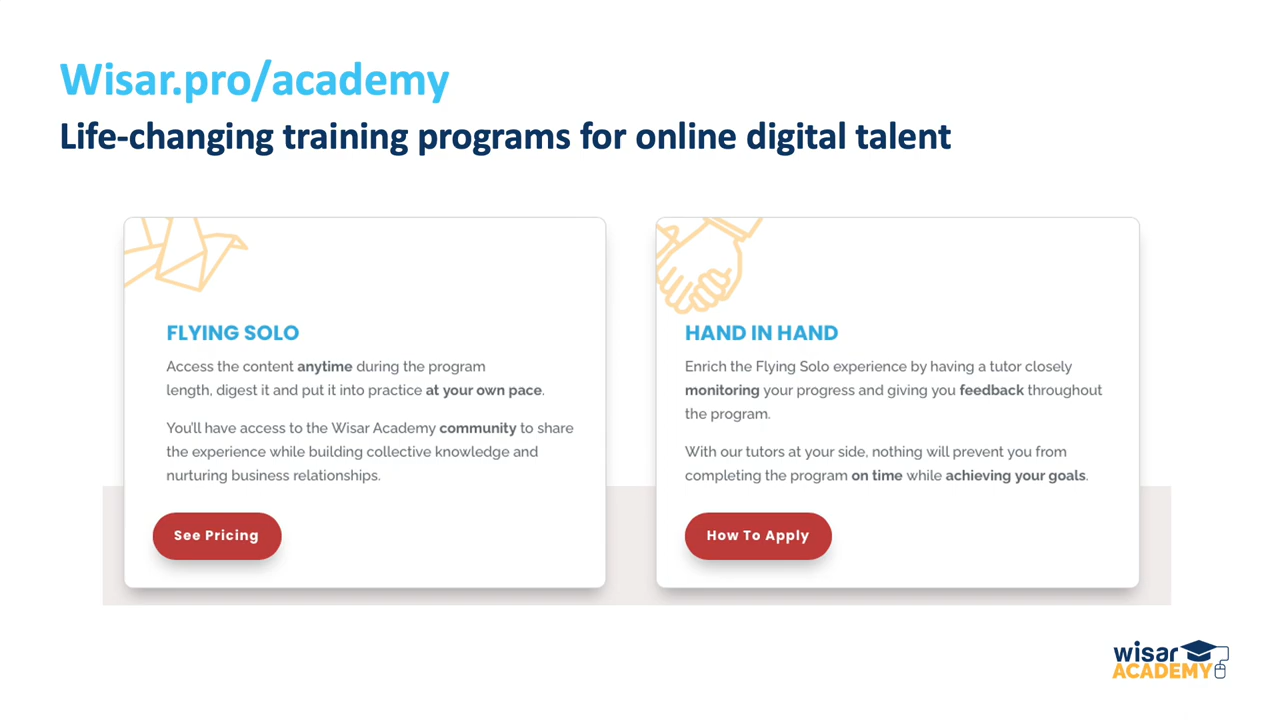 Wisar.pro/academy
Life-changing training programs for online digital talent
FLYING SOLO
Access the content anytime during the program
length, digest it and put it into practice at your own pace.
You'll have access to the Wisar Academy community to share
the experience while building collective knowledge and
nurturing business relationships.
See Pricing
HAND IN HAND
Enrich the Flying Solo experience by having a tutor closely
monitoring your progress and giving you feedback throughout
the program.
With our tutors at your side, nothing will prevent you from
completing the program on time while achieving your goals.
How To Apply
wisar
ACADEMY